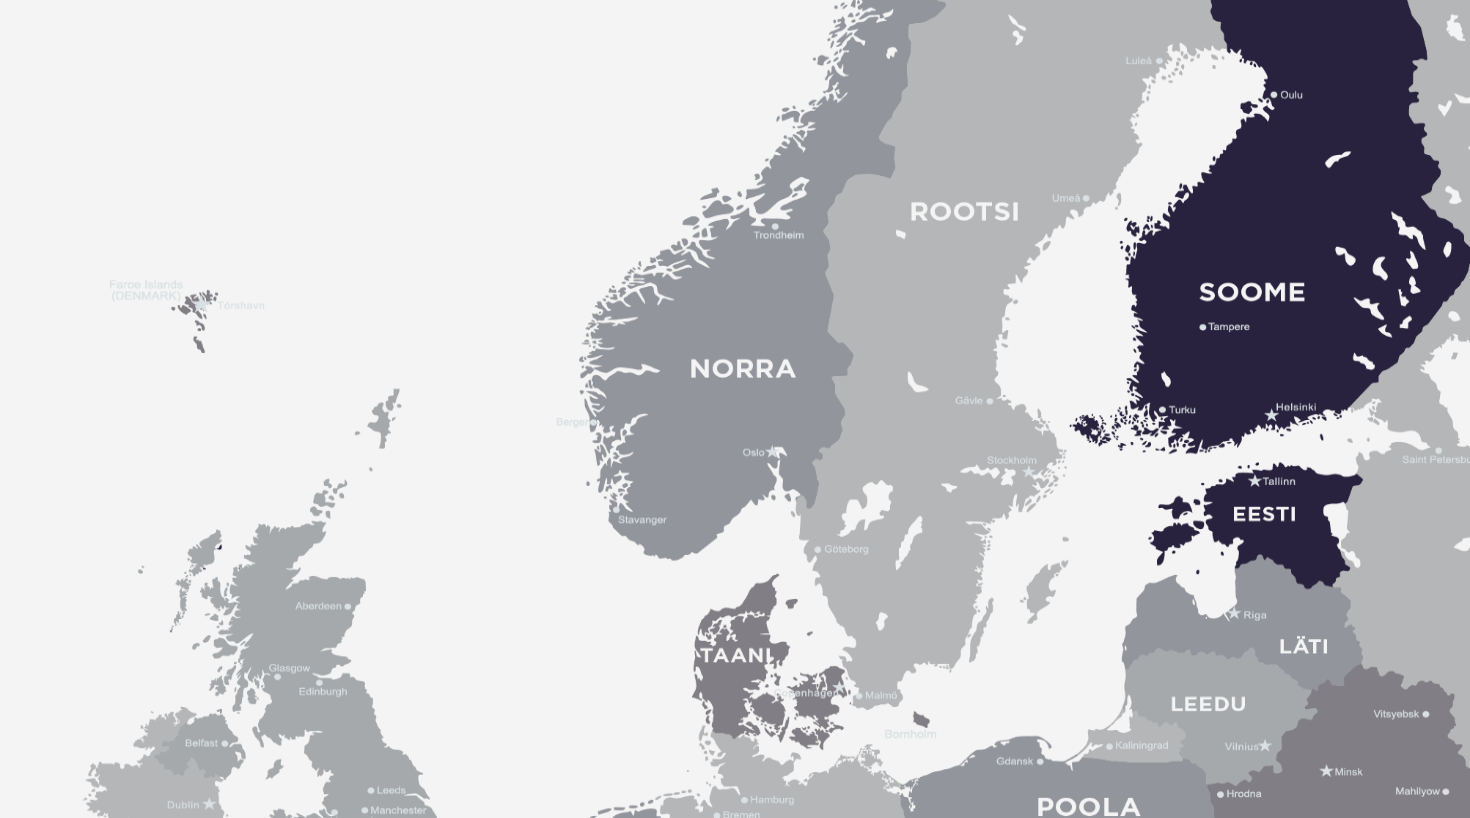 Luleå
Oulu
ROOTSI
Umeå
Trondheim
Faroe Islands
(DENMARK)
Tórshavn
SOOME
Tampere
NORRA
Gävle
Turku
Helsinki
Bergen
Oslo
Stockholm
Saint Petersbu
Tallinn
EESTI
Stavanger
Göteborg
Aberdeen
Riga
LÄTI
TAANI
Glasgow
Edinburgh
Copenhagen
Malmö
LEEDU
Vitsyebsk
Bornholm
Belfast
Kaliningrad
Vilnius
Gdansk
Minsk
Leeds
Hrodna
Mahilyow
Hamburg
Dublin
Manchester
POOLA
Bremen